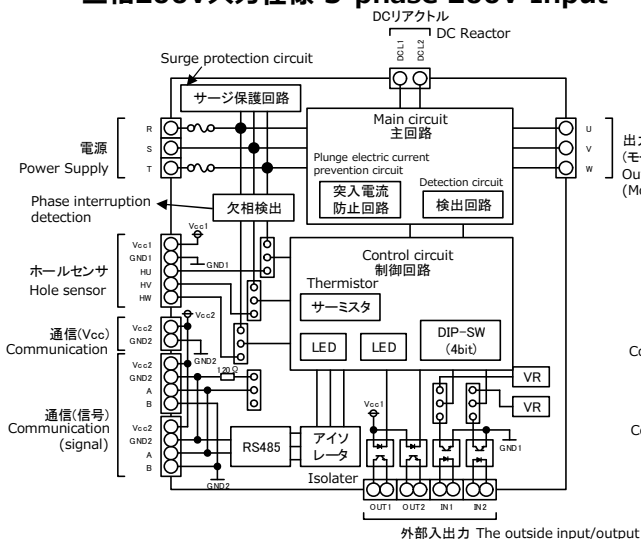 三相200V入力仕様 3-phase 200V Input
DCリアクトル
DC Reactor
DCL1
DCL2
Surge protection circuit
サージ保護回路
電源
Power Supply
R
S
T
Main circuit
主回路
Plunge electric current
prevention circuit
突入電流
防止回路
Detection circuit
検出回路
U
V
W
Phase interruption
detection
欠相検出
ホールセンサ
Hole sensor
Vcc1
GND1
HU
HV
HW
Vcc1
GND1
Control circuit
制御回路
Thermistor
サーミスタ
LED
LED
DIP-SW
(4bit)
通信(Vcc)
Communication
Vcc2
GND2
Vcc2
GND2
通信(信号)
Communication
(signal)
Vcc2
GND2
A
B
Vcc2
GND2
A
B
120Ω
GND2
RS485
アイソ
レータ
Isolater
Vcc1
VR
VR
GND1
OUT1
OUT2
IN1
IN2
外部入出力 The outside input/output